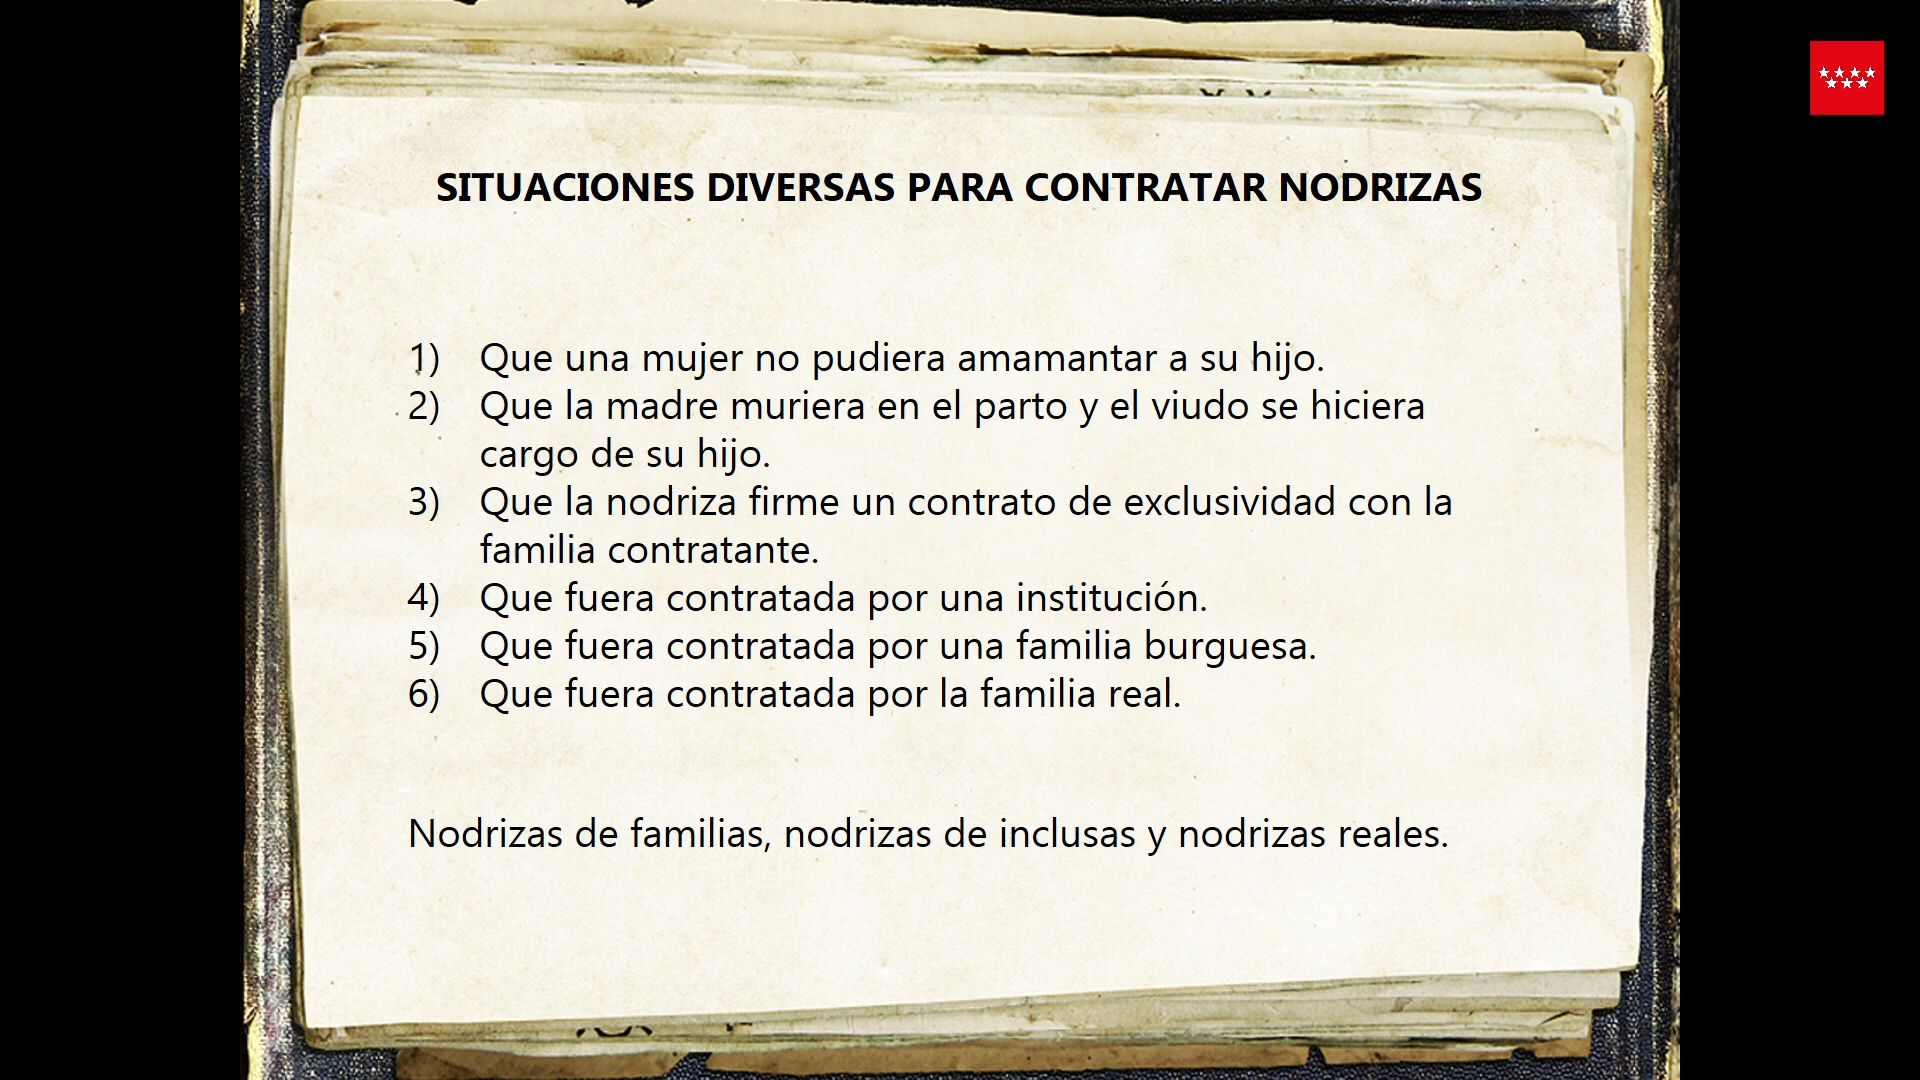 SITUACIONES DIVERSAS PARA CONTRATAR NODRIZAS
1) Que una mujer no pudiera amamantar a su hijo.
2) Que la madre muriera en el parto y el viudo se hiciera
cargo de su hijo.
3) Que la nodriza firme un contrato de exclusividad con la
familia contratante.
4) Que fuera contratada por una institución.
5) Que fuera contratada por una familia burguesa.
6) Que fuera contratada por la familia real.
Nodrizas de familias, nodrizas de inclusas y nodrizas reales.